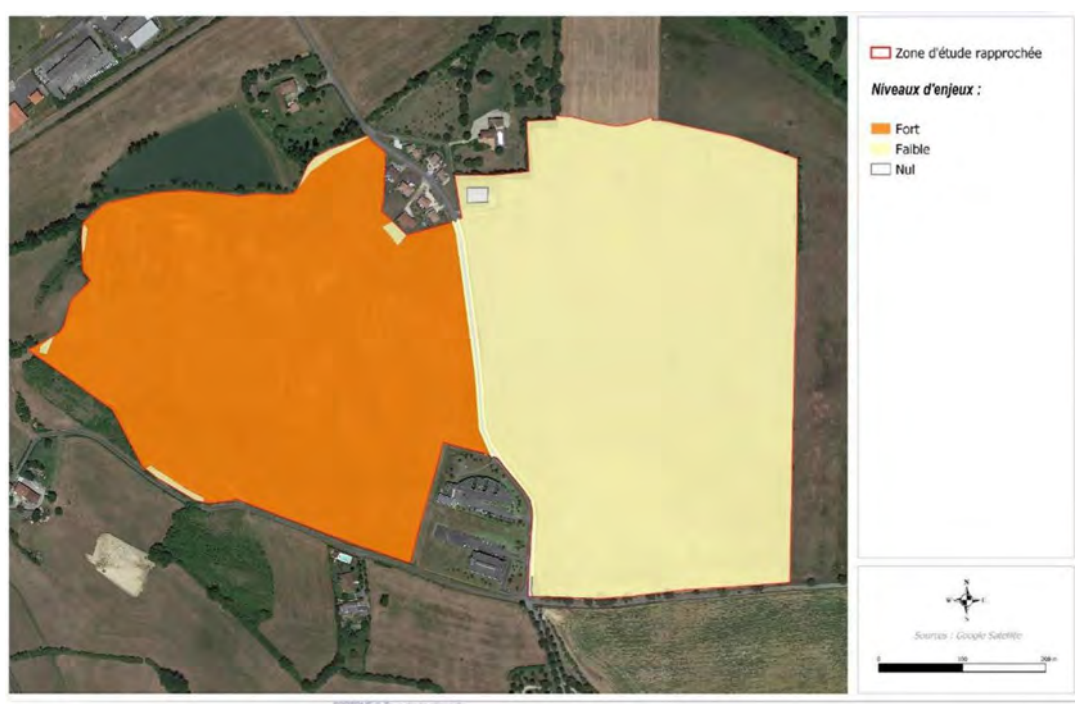 Zone d'étude rapprochée
Niveaux d'enjeux :
Fort
Faible
Nul
N
Sources : Google Satellite
0 100 200 m